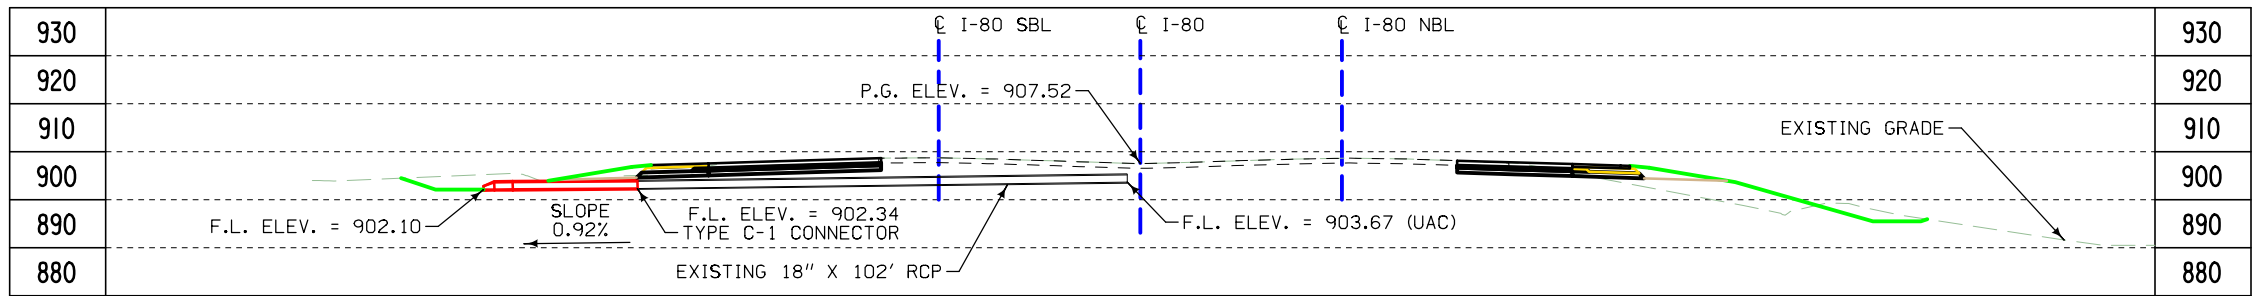 930 ℄ I-80 SBL ℄ I-80 ℄ I-80 NBL 930
920 920
P.G. ELEV. = 907.52
910 EXISTING GRADE 910
900 900
SLOPE F.L. ELEV. = 902.34
F.L. ELEV. = 902.10 0.92% TYPE C-1 CONNECTOR F.L. ELEV. = 903.67 (UAC)
890 890
EXISTING 18" X 102' RCP
880 880